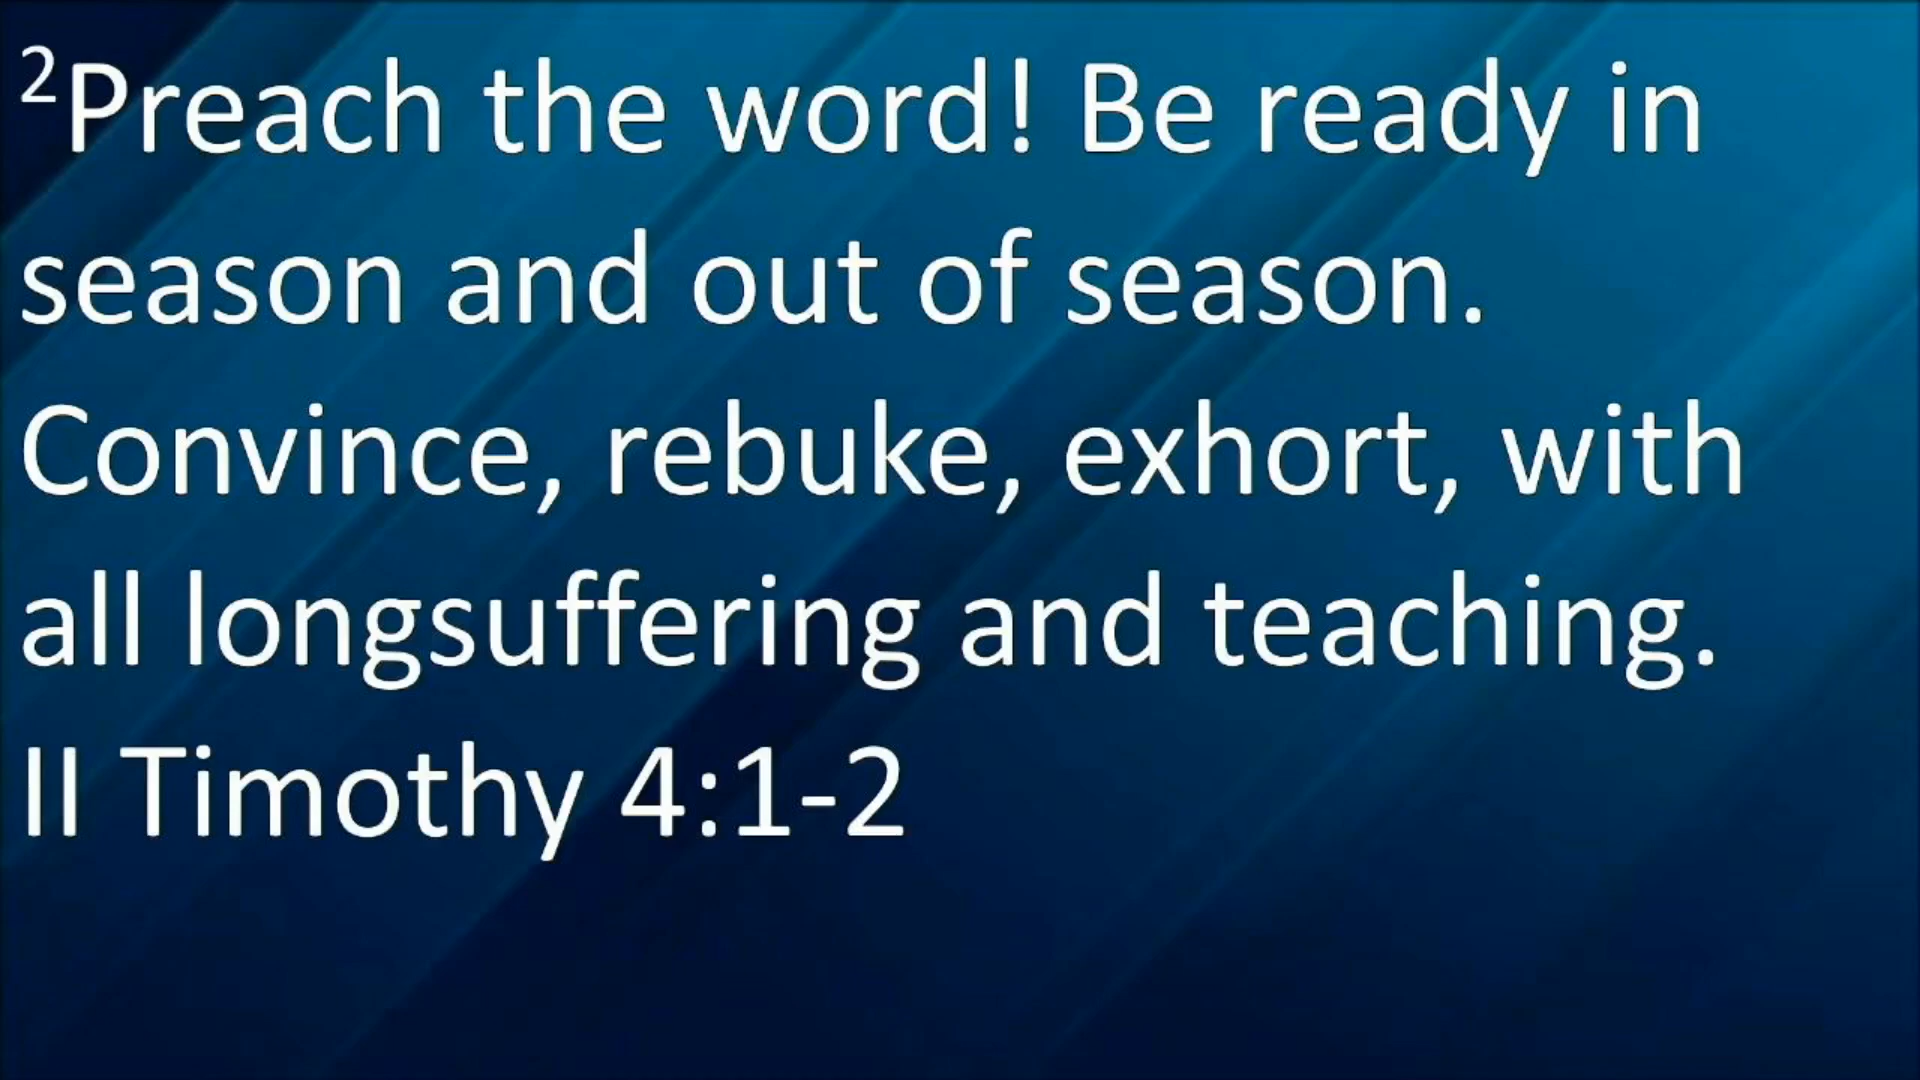 ²Preach the word! Be ready in
season and out of season.
Convince, rebuke, exhort, with
all longsuffering and teaching.
II Timothy 4:1-2